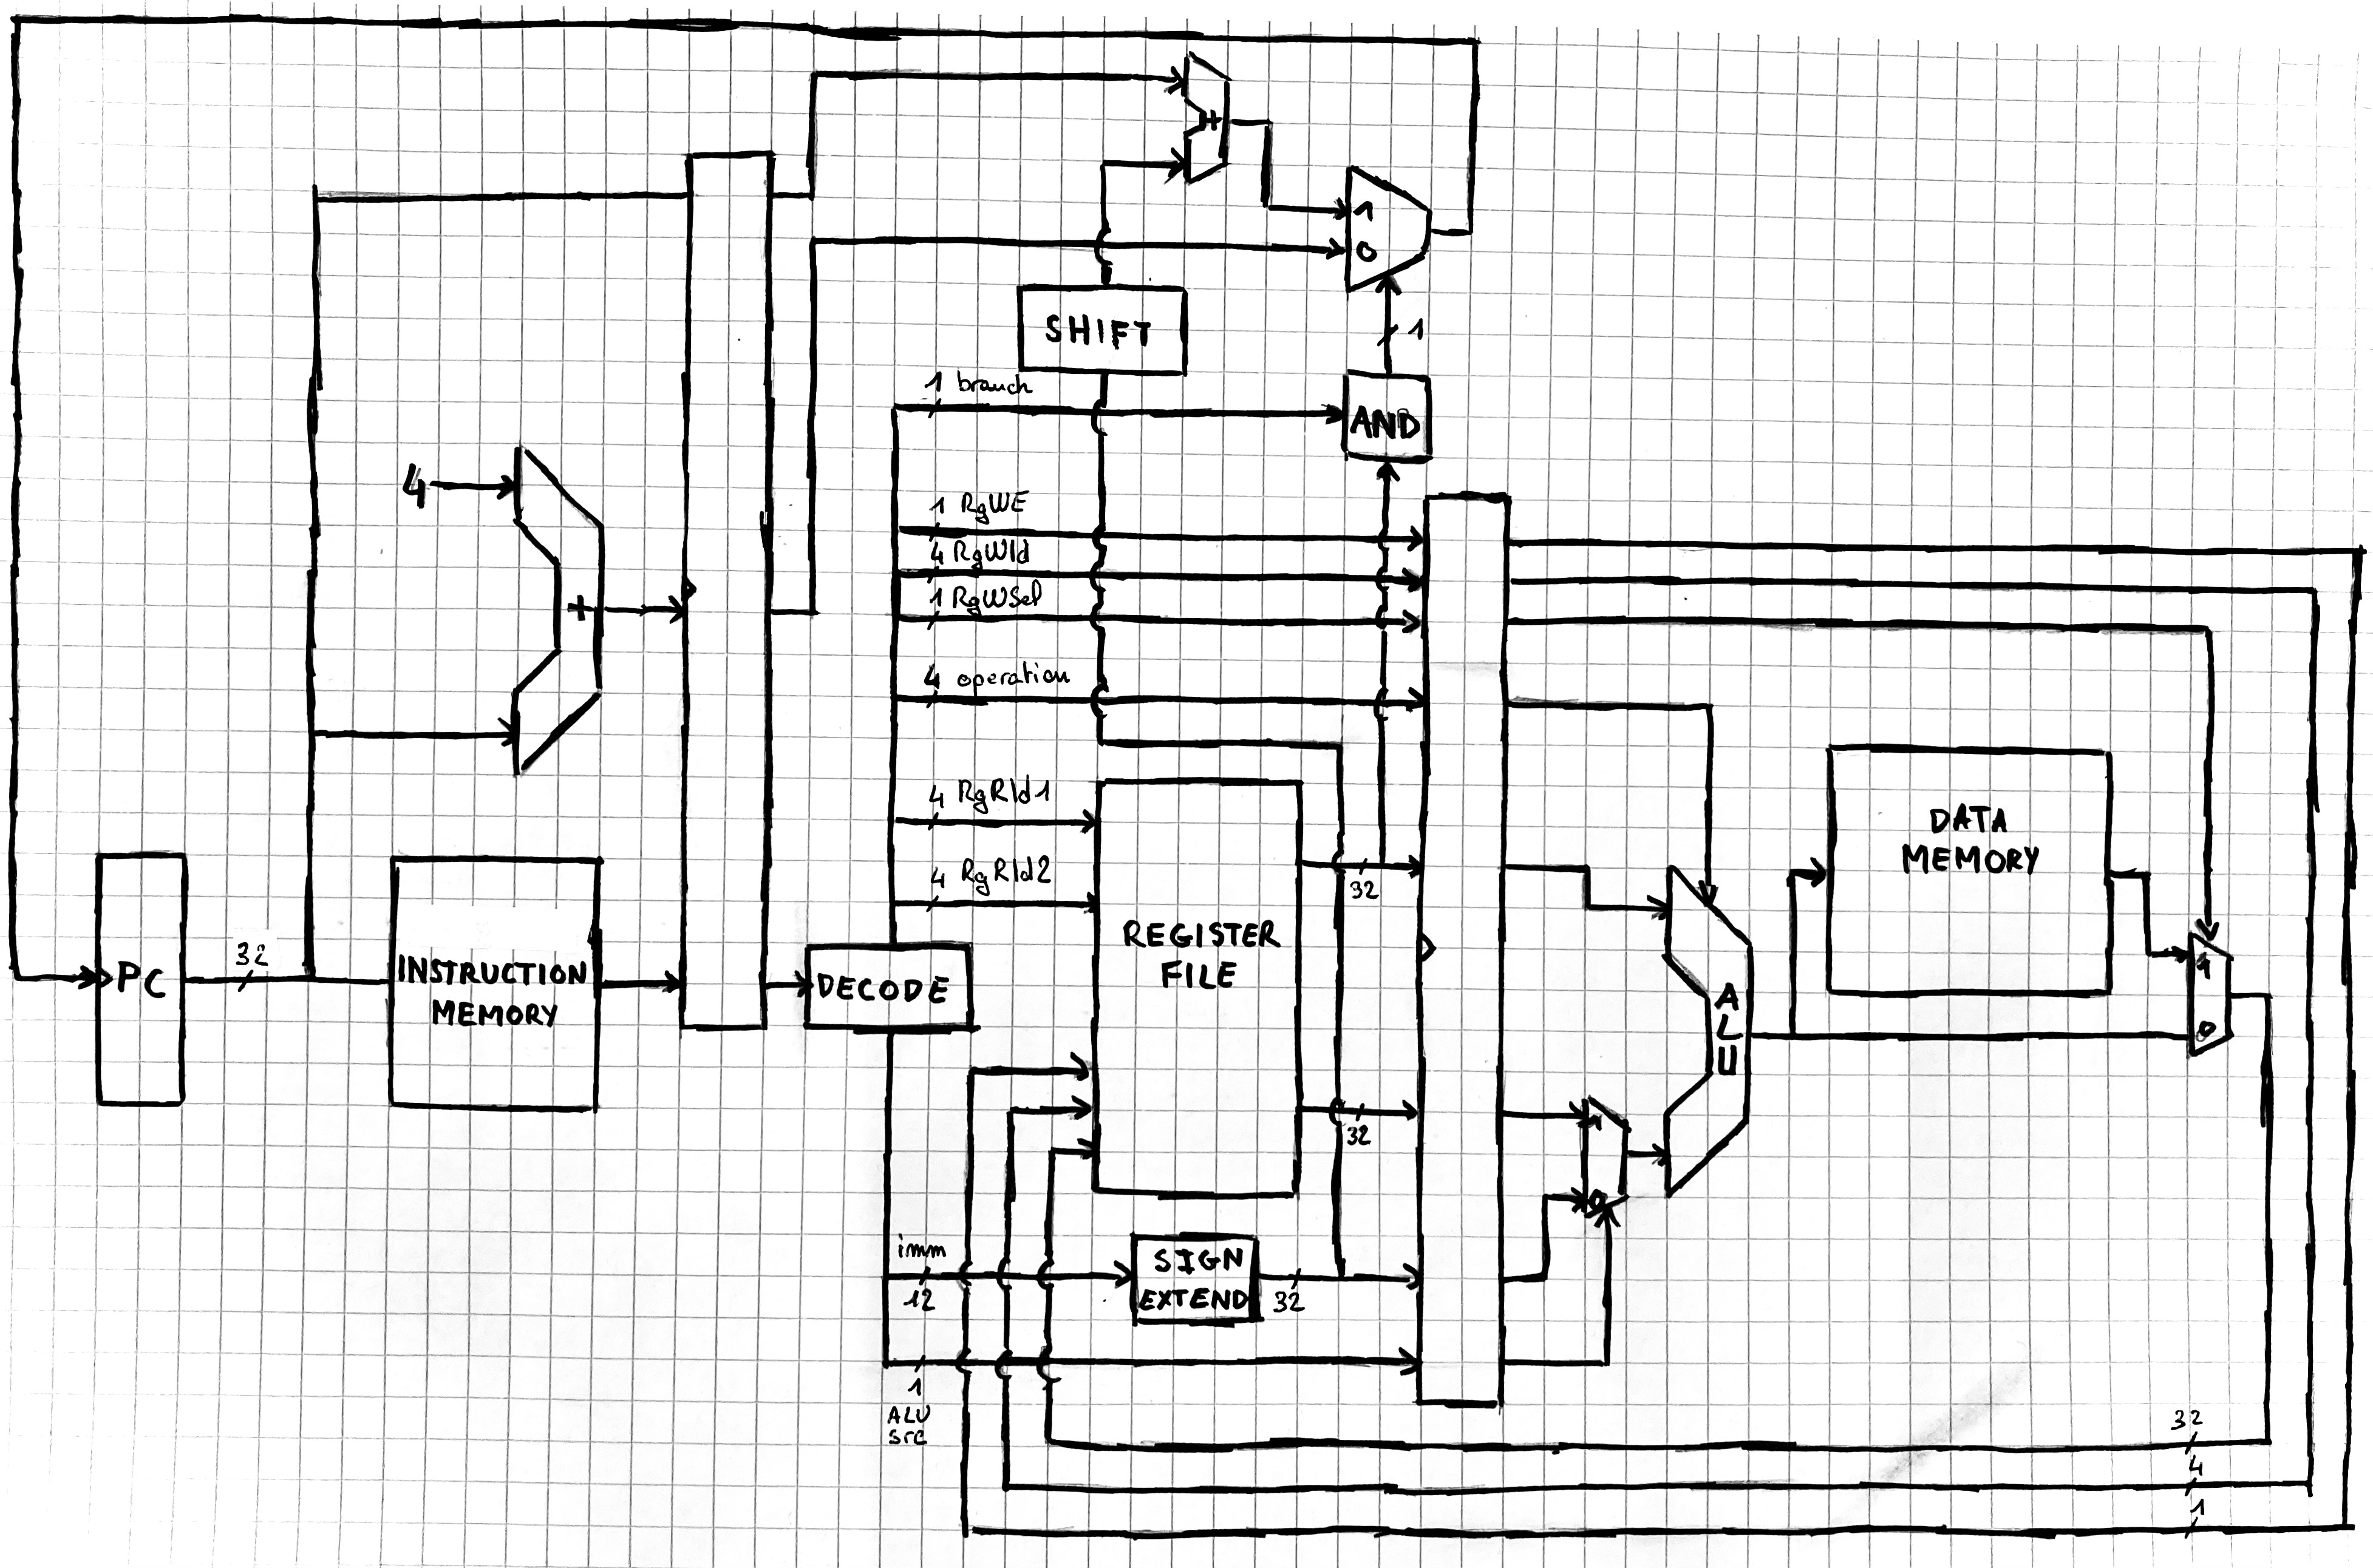 +
1
0
SHIFT
1
1 branch
AND
4
1 RgWE
4 RgWId
1 RgWSel
+
4 operation
4 RgRId1
DATA
MEMORY
4 RgRId2
32
REGISTER
FILE
32
PC
INSTRUCTION
MEMORY
DECODE
1
A
L
U
0
1
32
0
imm
12
SIGN
EXTEND
32
1
ALU
src
32
4
1